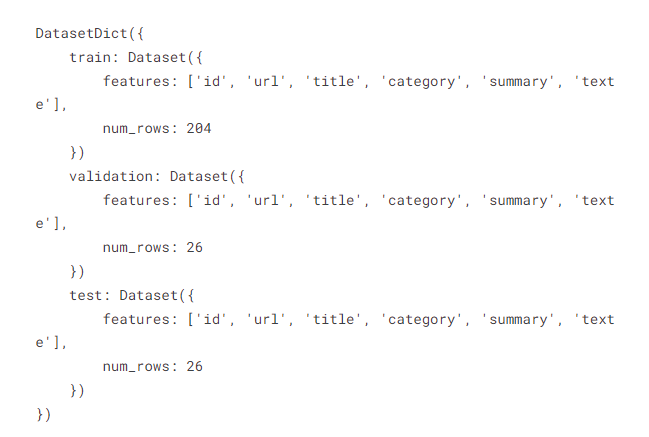 DatasetDict({
    train: Dataset({
        features: ['id', 'url', 'title', 'category', 'summary', 'text
e'],
        num_rows: 204
    })
    validation: Dataset({
        features: ['id', 'url', 'title', 'category', 'summary', 'text
e'],
        num_rows: 26
    })
    test: Dataset({
        features: ['id', 'url', 'title', 'category', 'summary', 'text
e'],
        num_rows: 26
    })
})